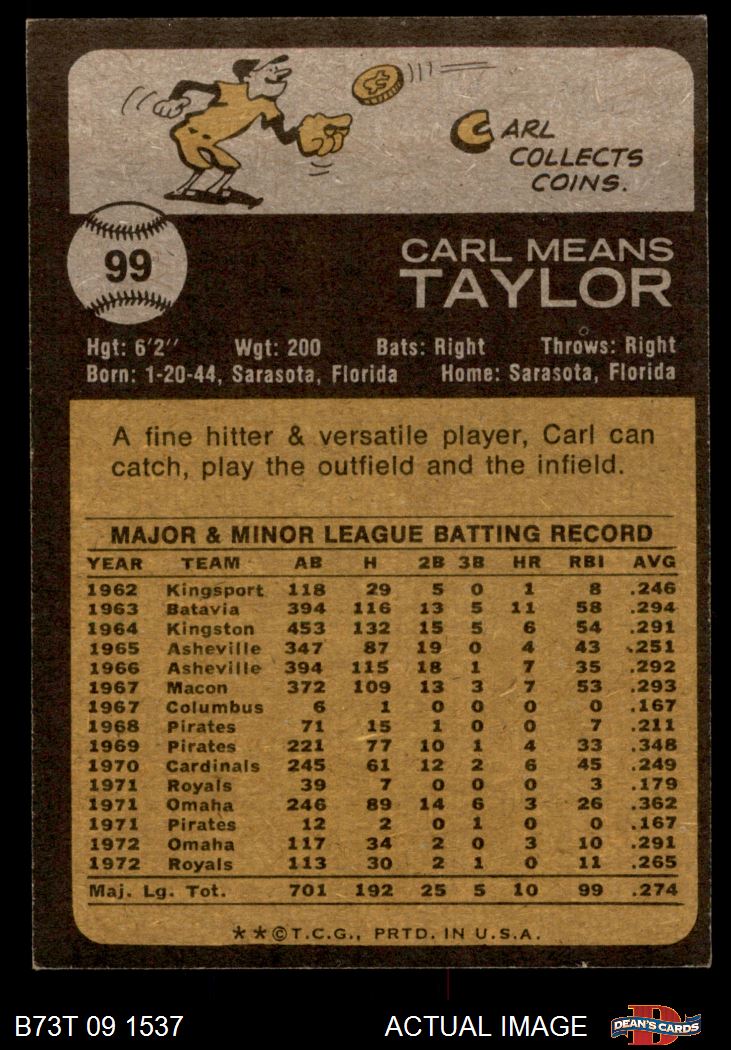 CARL
COLLECTS
COINS.
99
CARL MEANS
TAYLOR
Hgt: 6'2" Wgt: 200 Bats: Right Throws: Right
Born: 1-20-44, Sarasota, Florida Home: Sarasota, Florida
A fine hitter & versatile player, Carl can
catch, play the outfield and the infield.
MAJOR & MINOR LEAGUE BATTING RECORD
YEAR TEAM AB H 2B 3B HR RBI AVG
1962 Kingsport 118 29 5 0 1 8 .246
1963 Batavia 394 116 13 5 11 58 .294
1964 Kingston 453 132 15 5 6 54 .291
1965 Asheville 347 87 19 0 4 43 .251
1966 Asheville 394 115 18 1 7 35 .292
1967 Macon 372 109 13 3 7 53 .293
1967 Columbus 6 1 0 0 0 0 .167
1968 Pirates 71 15 1 0 0 7 .211
1969 Pirates 221 77 10 1 4 33 .348
1970 Cardinals 245 61 12 2 6 45 .249
1971 Royals 39 7 0 0 0 3 .179
1971 Omaha 246 89 14 6 3 26 .362
1971 Pirates 12 2 0 1 0 0 .167
1972 Omaha 117 34 2 0 3 10 .291
1972 Royals 113 30 2 1 0 11 .265
Maj. Lg. Tot. 701 192 25 5 10 99 .274
**©T.C.G., PRTD. IN U.S.A.
B73T 09 1537 ACTUAL IMAGE DEAN'S CARDS